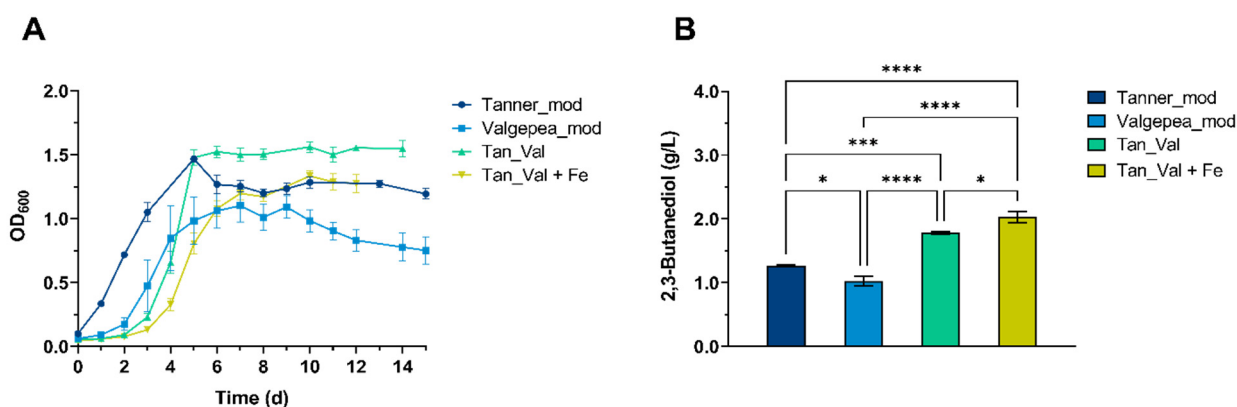 A
2.0
1.5
1.0
0.5
0.0
OD600
0 2 4 6 8 10 12 14
Time (d)
Tanner_mod
Valgepea_mod
Tan_Val
Tan_Val + Fe
B
4.0
3.0
2.0
1.0
0.0
2,3-Butanediol (g/L)
****
****
***
* **** *
Tanner_mod
Valgepea_mod
Tan_Val
Tan_Val + Fe